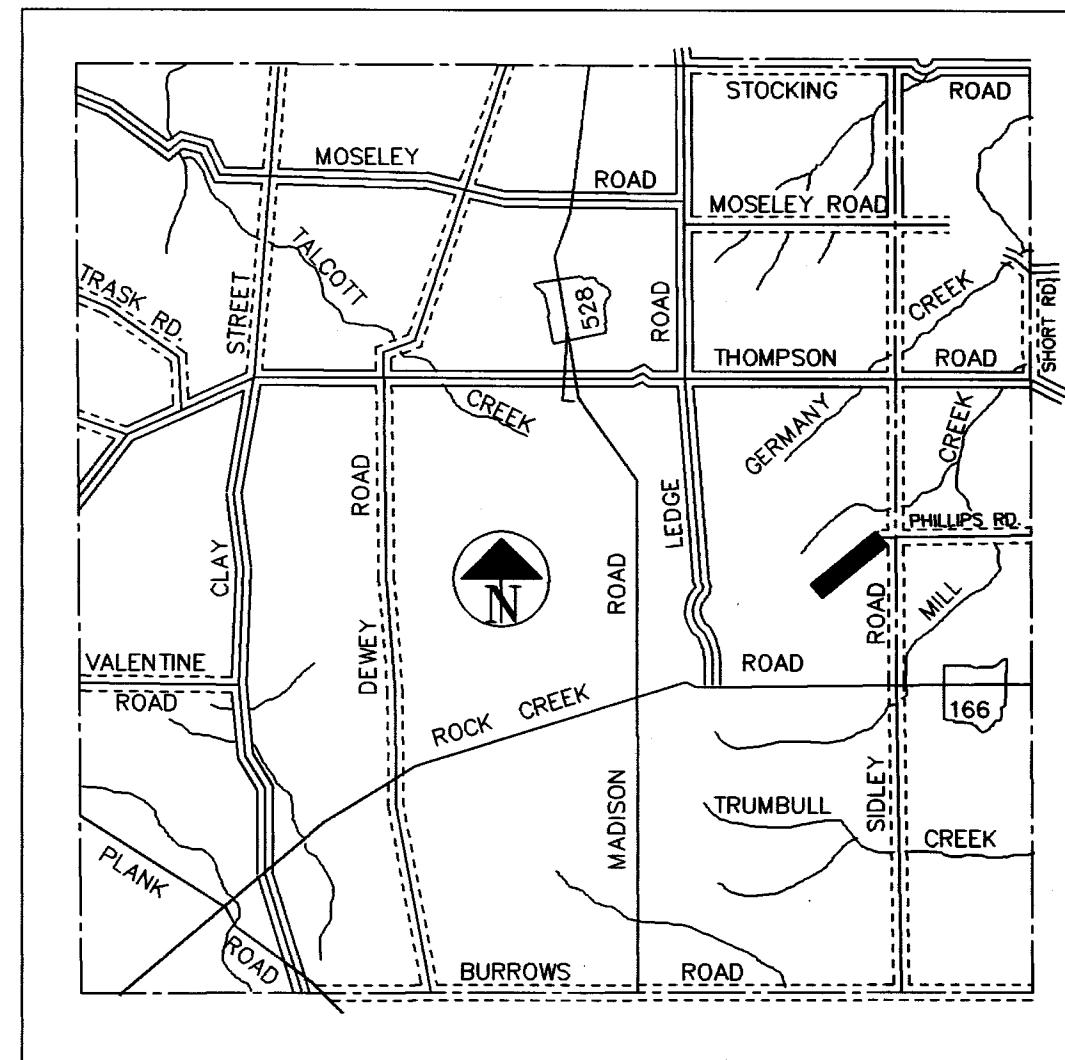 STOCKING ROAD
MOSELEY ROAD
MOSELEY ROAD
TALCOTT
CREEK
TRASK RD.
STREET
528
ROAD
CREEK
SHORT RD.
THOMPSON ROAD
GERMANY
CREEK
ROAD
LEDGE
PHILLIPS RD.
CLAY
N
ROAD
ROAD
MILL
DEWEY
VALENTINE
ROAD
ROAD
ROCK CREEK
166
MADISON
SIDLEY
TRUMBULL
CREEK
PLANK
ROAD
BURROWS ROAD